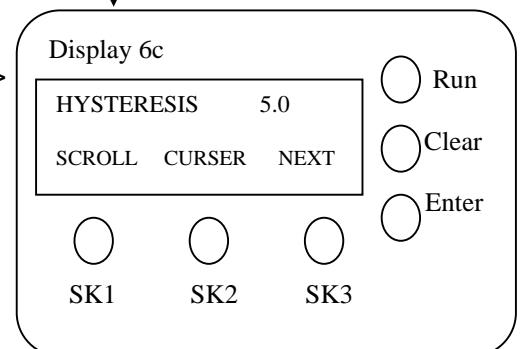 Display 6c
HYSTERESIS 5.0
SCROLL CURSER NEXT
Run
Clear
Enter
SK1 SK2 SK3